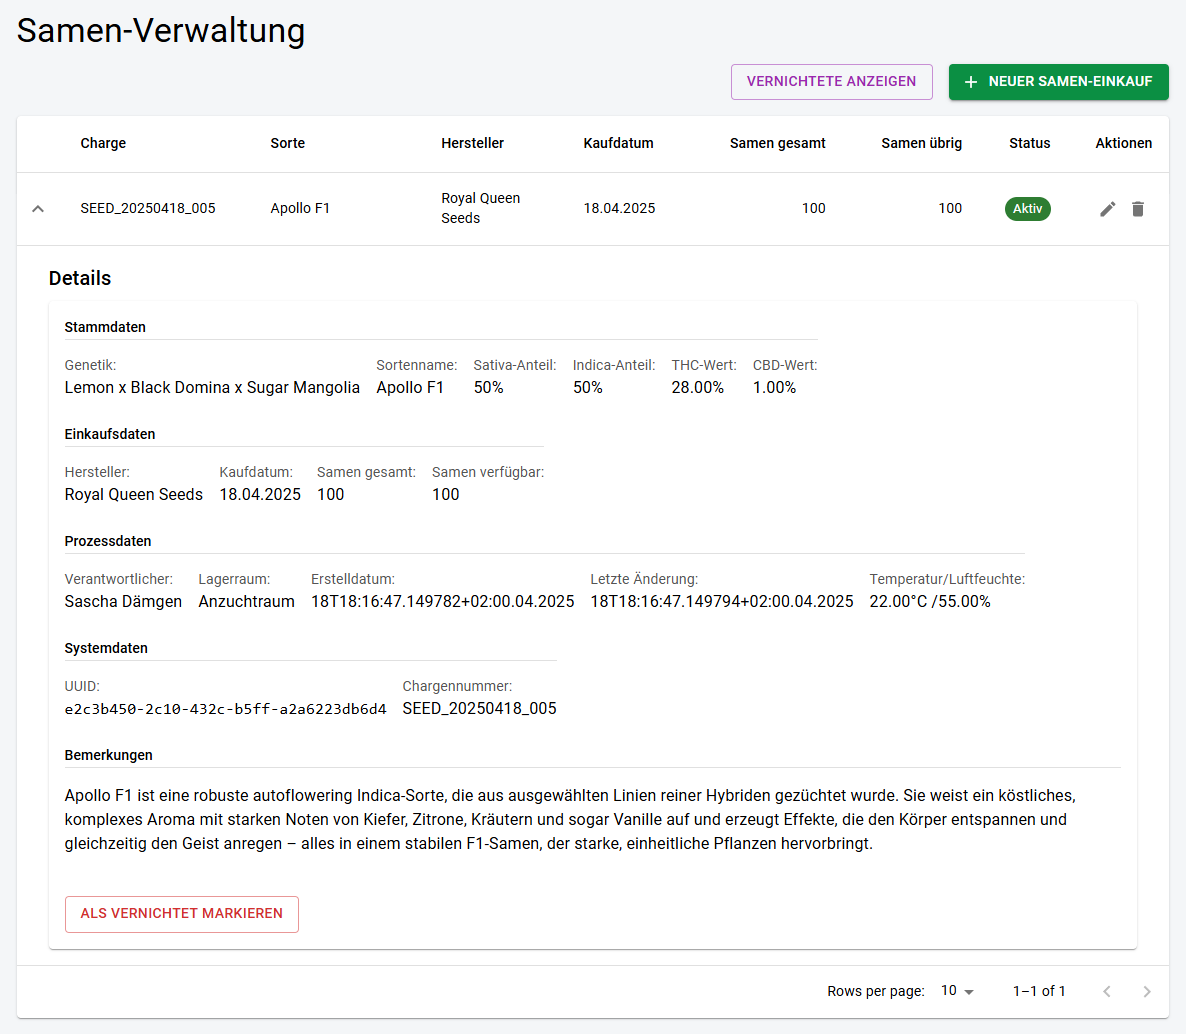 Samen-Verwaltung
VERNICHTETE ANZEIGEN
NEUER SAMEN-EINKAUF
Charge Sorte Hersteller Kaufdatum Samen gesamt Samen übrig Status Aktionen
SEED_20250418_005 Apollo F1 Royal Queen Seeds 18.04.2025 100 100 Aktiv
Details
Stammdaten
Genetik: Sortenname: Sativa-Anteil: Indica-Anteil: THC-Wert: CBD-Wert:
Lemon x Black Domina x Sugar Mangolia Apollo F1 50% 50% 28.00% 1.00%
Einkaufsdaten
Hersteller: Kaufdatum: Samen gesamt: Samen verfügbar:
Royal Queen Seeds 18.04.2025 100 100
Prozessdaten
Verantwortlicher: Lagerraum: Erstelldatum: Letzte Änderung: Temperatur/Luftfeuchte:
Sascha Dämgen Anzuchtraum 18T18:16:47.149782+02:00.04.2025 18T18:16:47.149794+02:00.04.2025 22.00°C /55.00%
Systemdaten
UUID: Chargennummer:
e2c3b450-2c10-432c-b5ff-a2a6223db6d4 SEED_20250418_005
Bemerkungen
Apollo F1 ist eine robuste autoflowering Indica-Sorte, die aus ausgewählten Linien reiner Hybriden gezüchtet wurde. Sie weist ein köstliches,
komplexes Aroma mit starken Noten von Kiefer, Zitrone, Kräutern und sogar Vanille auf und erzeugt Effekte, die den Körper entspannen und
gleichzeitig den Geist anregen – alles in einem stabilen F1-Samen, der starke, einheitliche Pflanzen hervorbringt.
ALS VERNICHTET MARKIEREN
Rows per page: 10 1–1 of 1